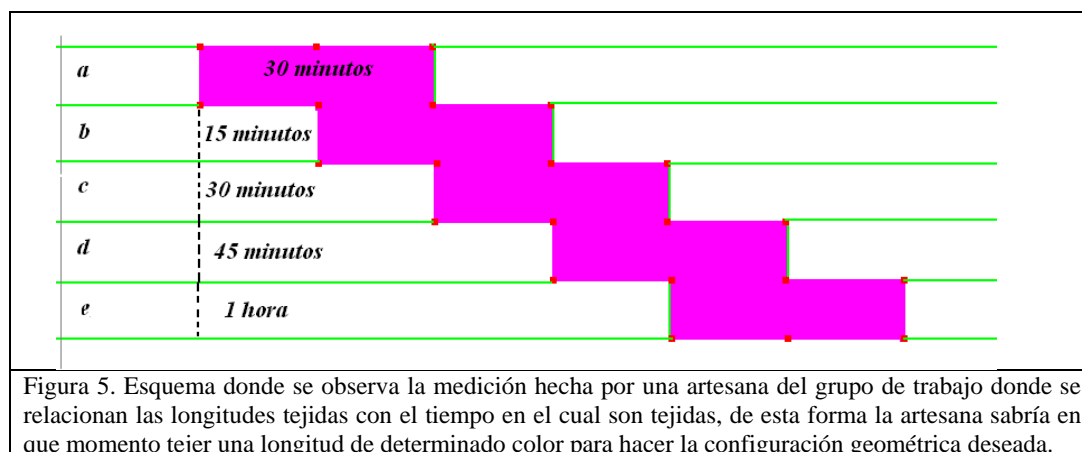 a 30 minutos
b 15 minutos
c 30 minutos
d 45 minutos
e 1 hora
Figura 5. Esquema donde se observa la medición hecha por una artesana del grupo de trabajo donde se
relacionan las longitudes tejidas con el tiempo en el cual son tejidas, de esta forma la artesana sabría en
que momento tejer una longitud de determinado color para hacer la configuración geométrica deseada.